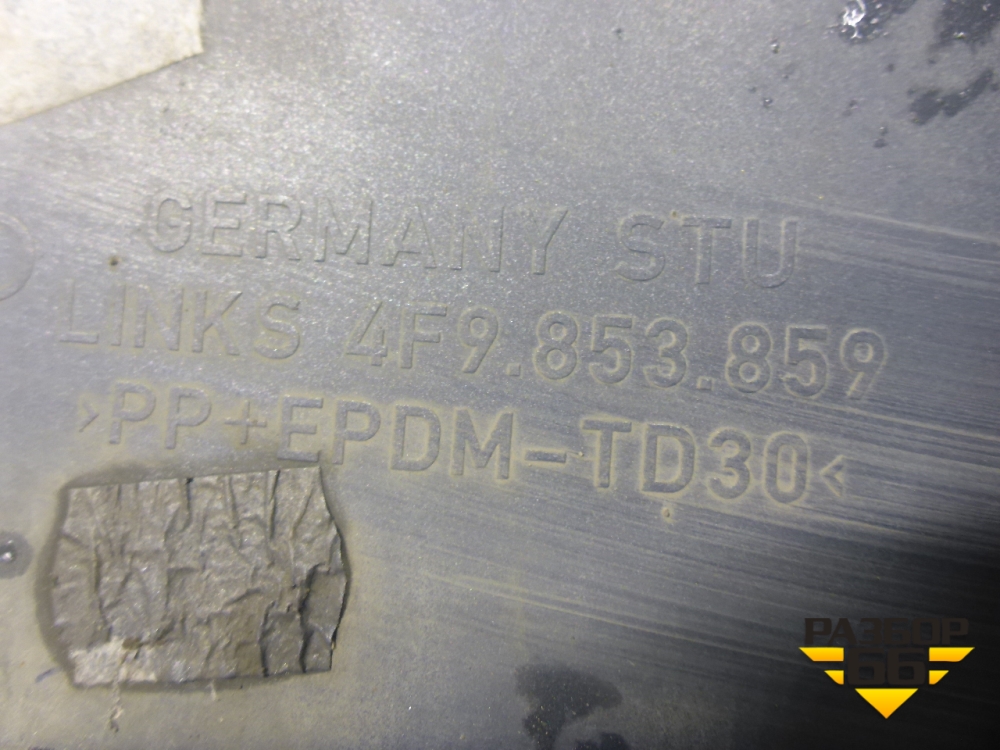 GERMANY STU
LINKS 4F9.853.859
>PP+EPDM-TD30<
РАЗБОР
66